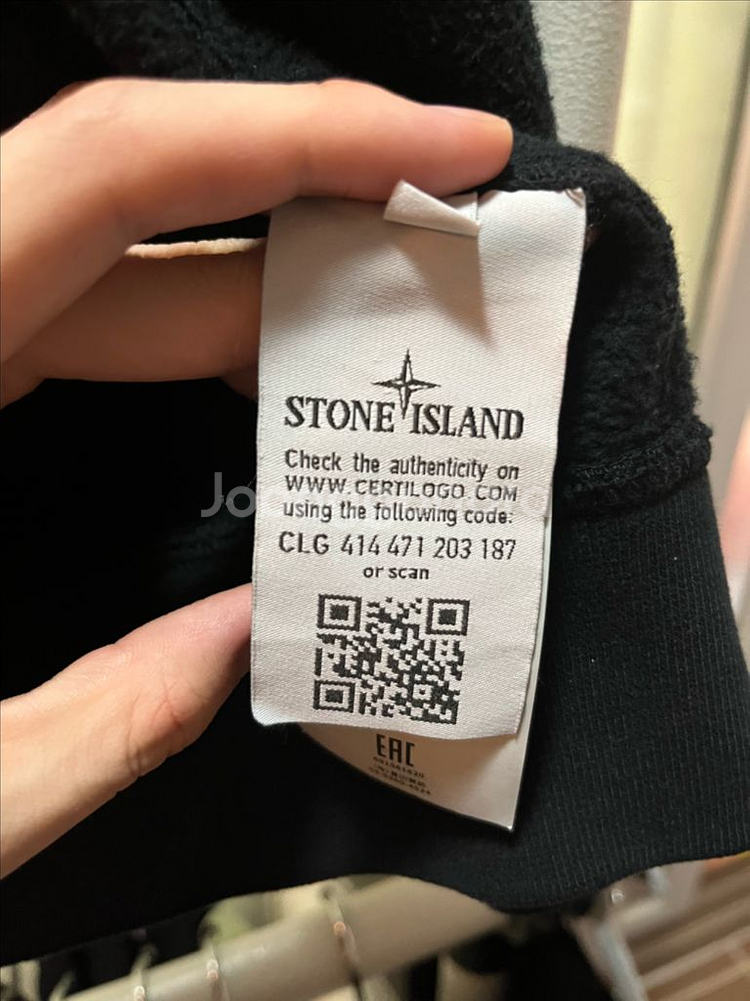 STONE ISLAND
Check the authenticity on
WWW.CERTILOGO.COM
using the following code:
CLG 414 471 203 187
or scan
EAC